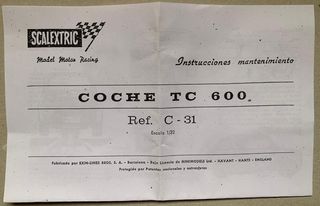 SCALEXTRIC
Model Motor Racing
Instrucciones mantenimiento
COCHE TC 600
Ref. C-31
Escala 1/32
Fabricado por EXIN-LINES BROS. S. A. - Barcelona - Bajo Licencia de MINIMODELS Ltd. - HAVANT - HANTS - ENGLAND
Protegido por Patentes nacionales y extranjeras